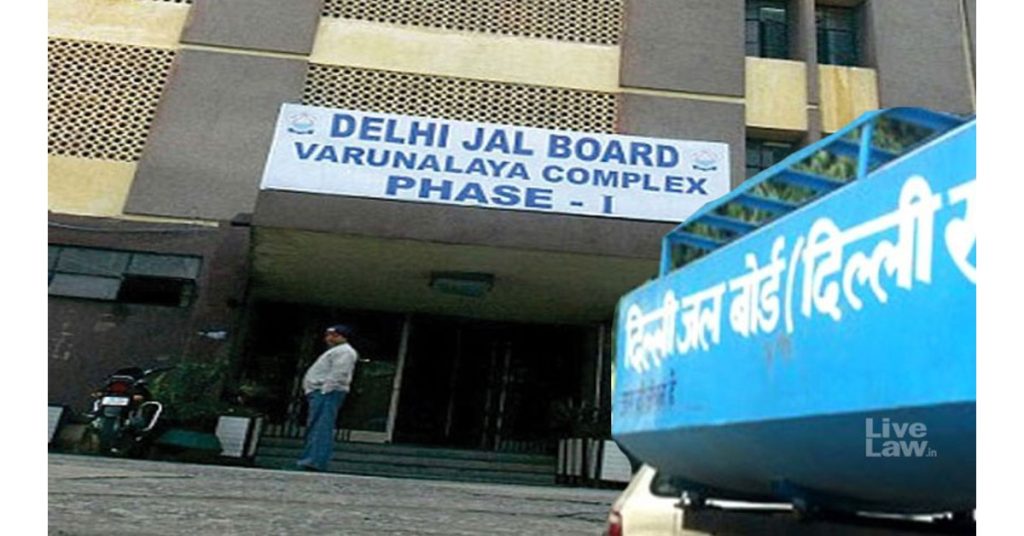 DELHI JAL BOARD
VARUNALAYA COMPLEX
PHASE - I
दिल्ली जल बोर्ड (दिल्ली
Live
Law.in